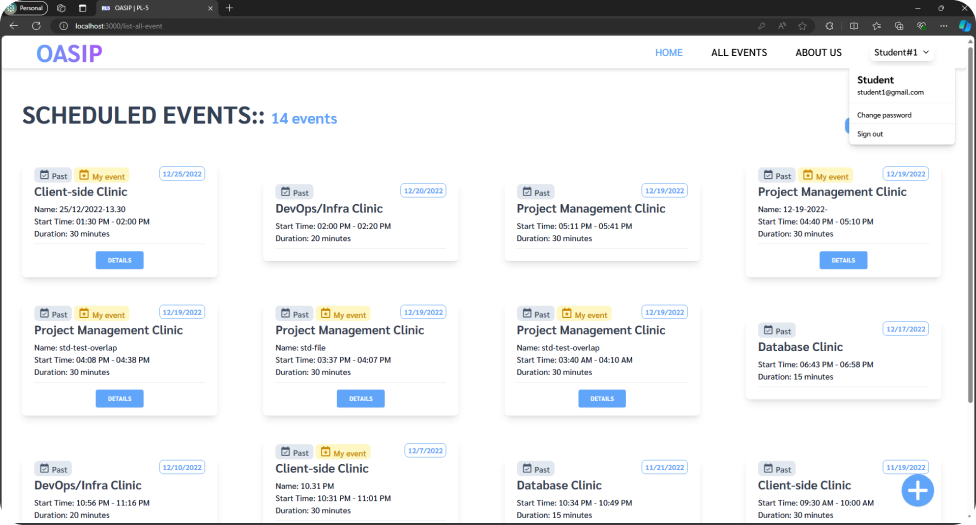 Personal
OASIP | PL-5
localhost:3000/list-all-event
OASIP
HOME
ALL EVENTS
ABOUT US
Student#1
Student
student1@gmail.com
Change password
Sign out
SCHEDULED EVENTS:: 14 events
Past My event 12/25/2022
Client-side Clinic
Name: 25/12/2022-13.30
Start Time: 01:30 PM - 02:00 PM
Duration: 30 minutes
DETAILS
Past 12/20/2022
DevOps/Infra Clinic
Start Time: 02:00 PM - 02:20 PM
Duration: 20 minutes
Past 12/19/2022
Project Management Clinic
Start Time: 05:11 PM - 05:41 PM
Duration: 30 minutes
Past My event 12/19/2022
Project Management Clinic
Name: 12-19-2022-
Start Time: 04:40 PM - 05:10 PM
Duration: 30 minutes
DETAILS
Past My event 12/19/2022
Project Management Clinic
Name: std-test-overlap
Start Time: 04:08 PM - 04:38 PM
Duration: 30 minutes
DETAILS
Past My event 12/19/2022
Project Management Clinic
Name: std-file
Start Time: 03:37 PM - 04:07 PM
Duration: 30 minutes
DETAILS
Past My event 12/19/2022
Project Management Clinic
Name: std-test-overlap
Start Time: 03:40 AM - 04:10 AM
Duration: 30 minutes
DETAILS
Past 12/17/2022
Database Clinic
Start Time: 06:43 PM - 06:58 PM
Duration: 15 minutes
Past 12/10/2022
DevOps/Infra Clinic
Start Time: 10:56 PM - 11:16 PM
Duration: 20 minutes
Past My event 12/7/2022
Client-side Clinic
Name: 10.31 PM
Start Time: 10:31 PM - 11:01 PM
Duration: 30 minutes
Past 11/21/2022
Database Clinic
Start Time: 10:34 PM - 10:49 PM
Duration: 15 minutes
Past 11/19/2022
Client-side Clinic
Start Time: 09:30 AM - 10:00 AM
Duration: 30 minutes